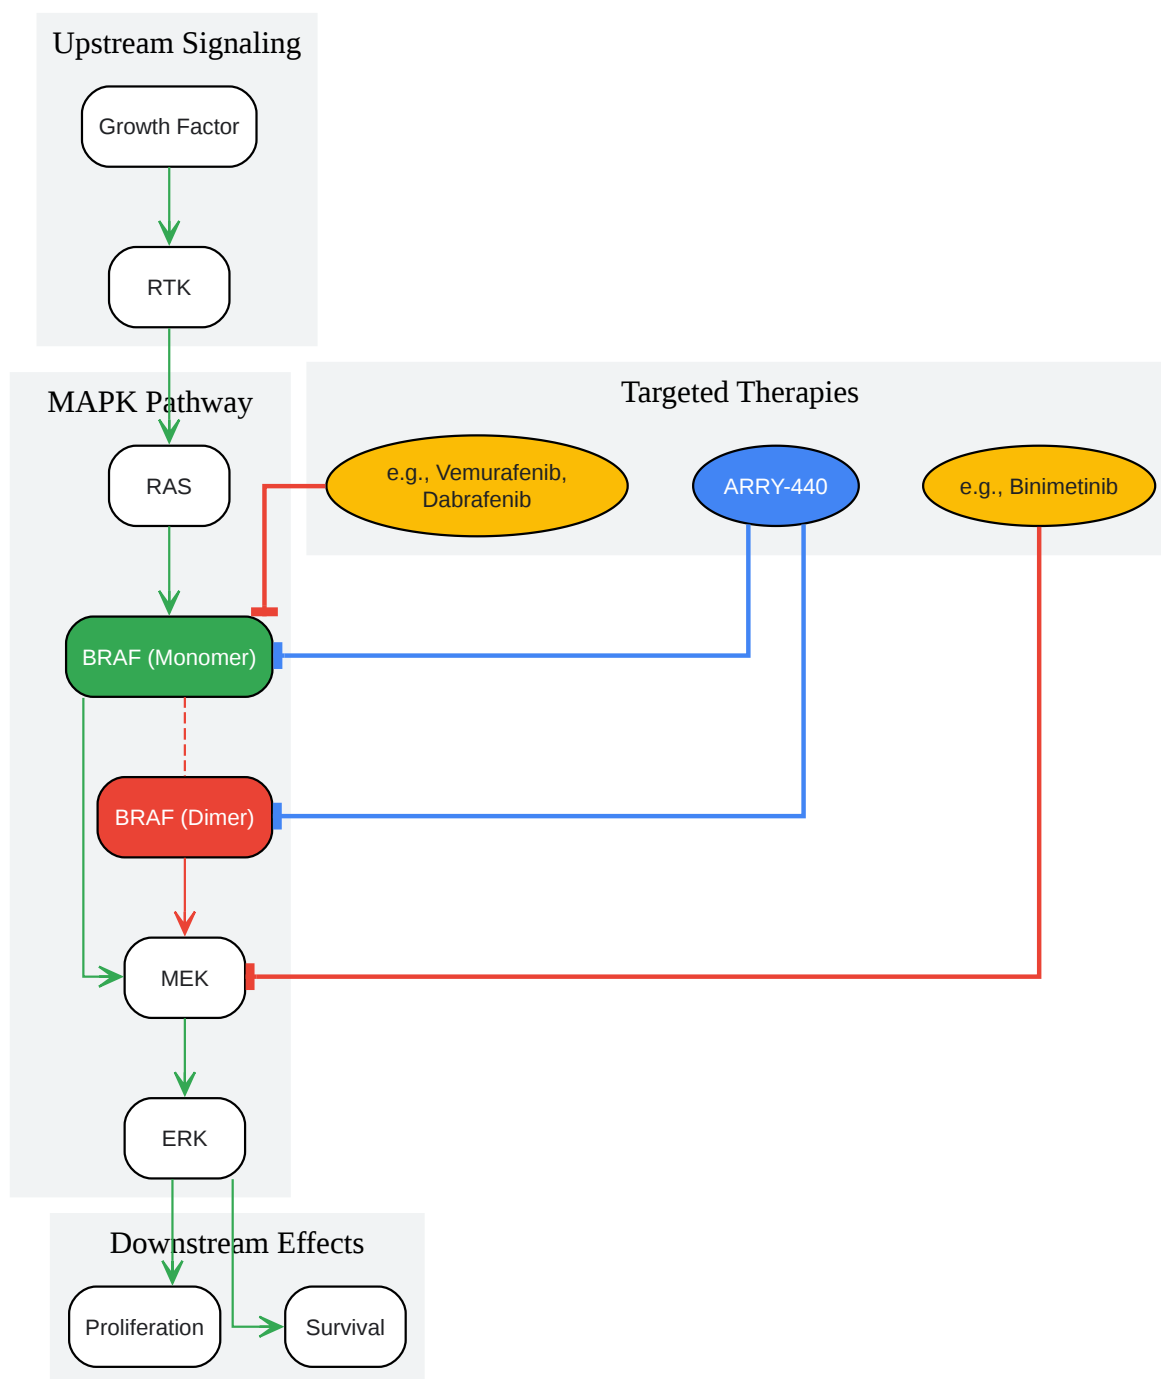 Upstream Signaling
Growth Factor
RTK
MAPK Pathway
RAS
BRAF (Monomer)
BRAF (Dimer)
MEK
ERK
Targeted Therapies
e.g., Vemurafenib,
Dabrafenib
ARRY-440
e.g., Binimetinib
Downstream Effects
Proliferation
Survival